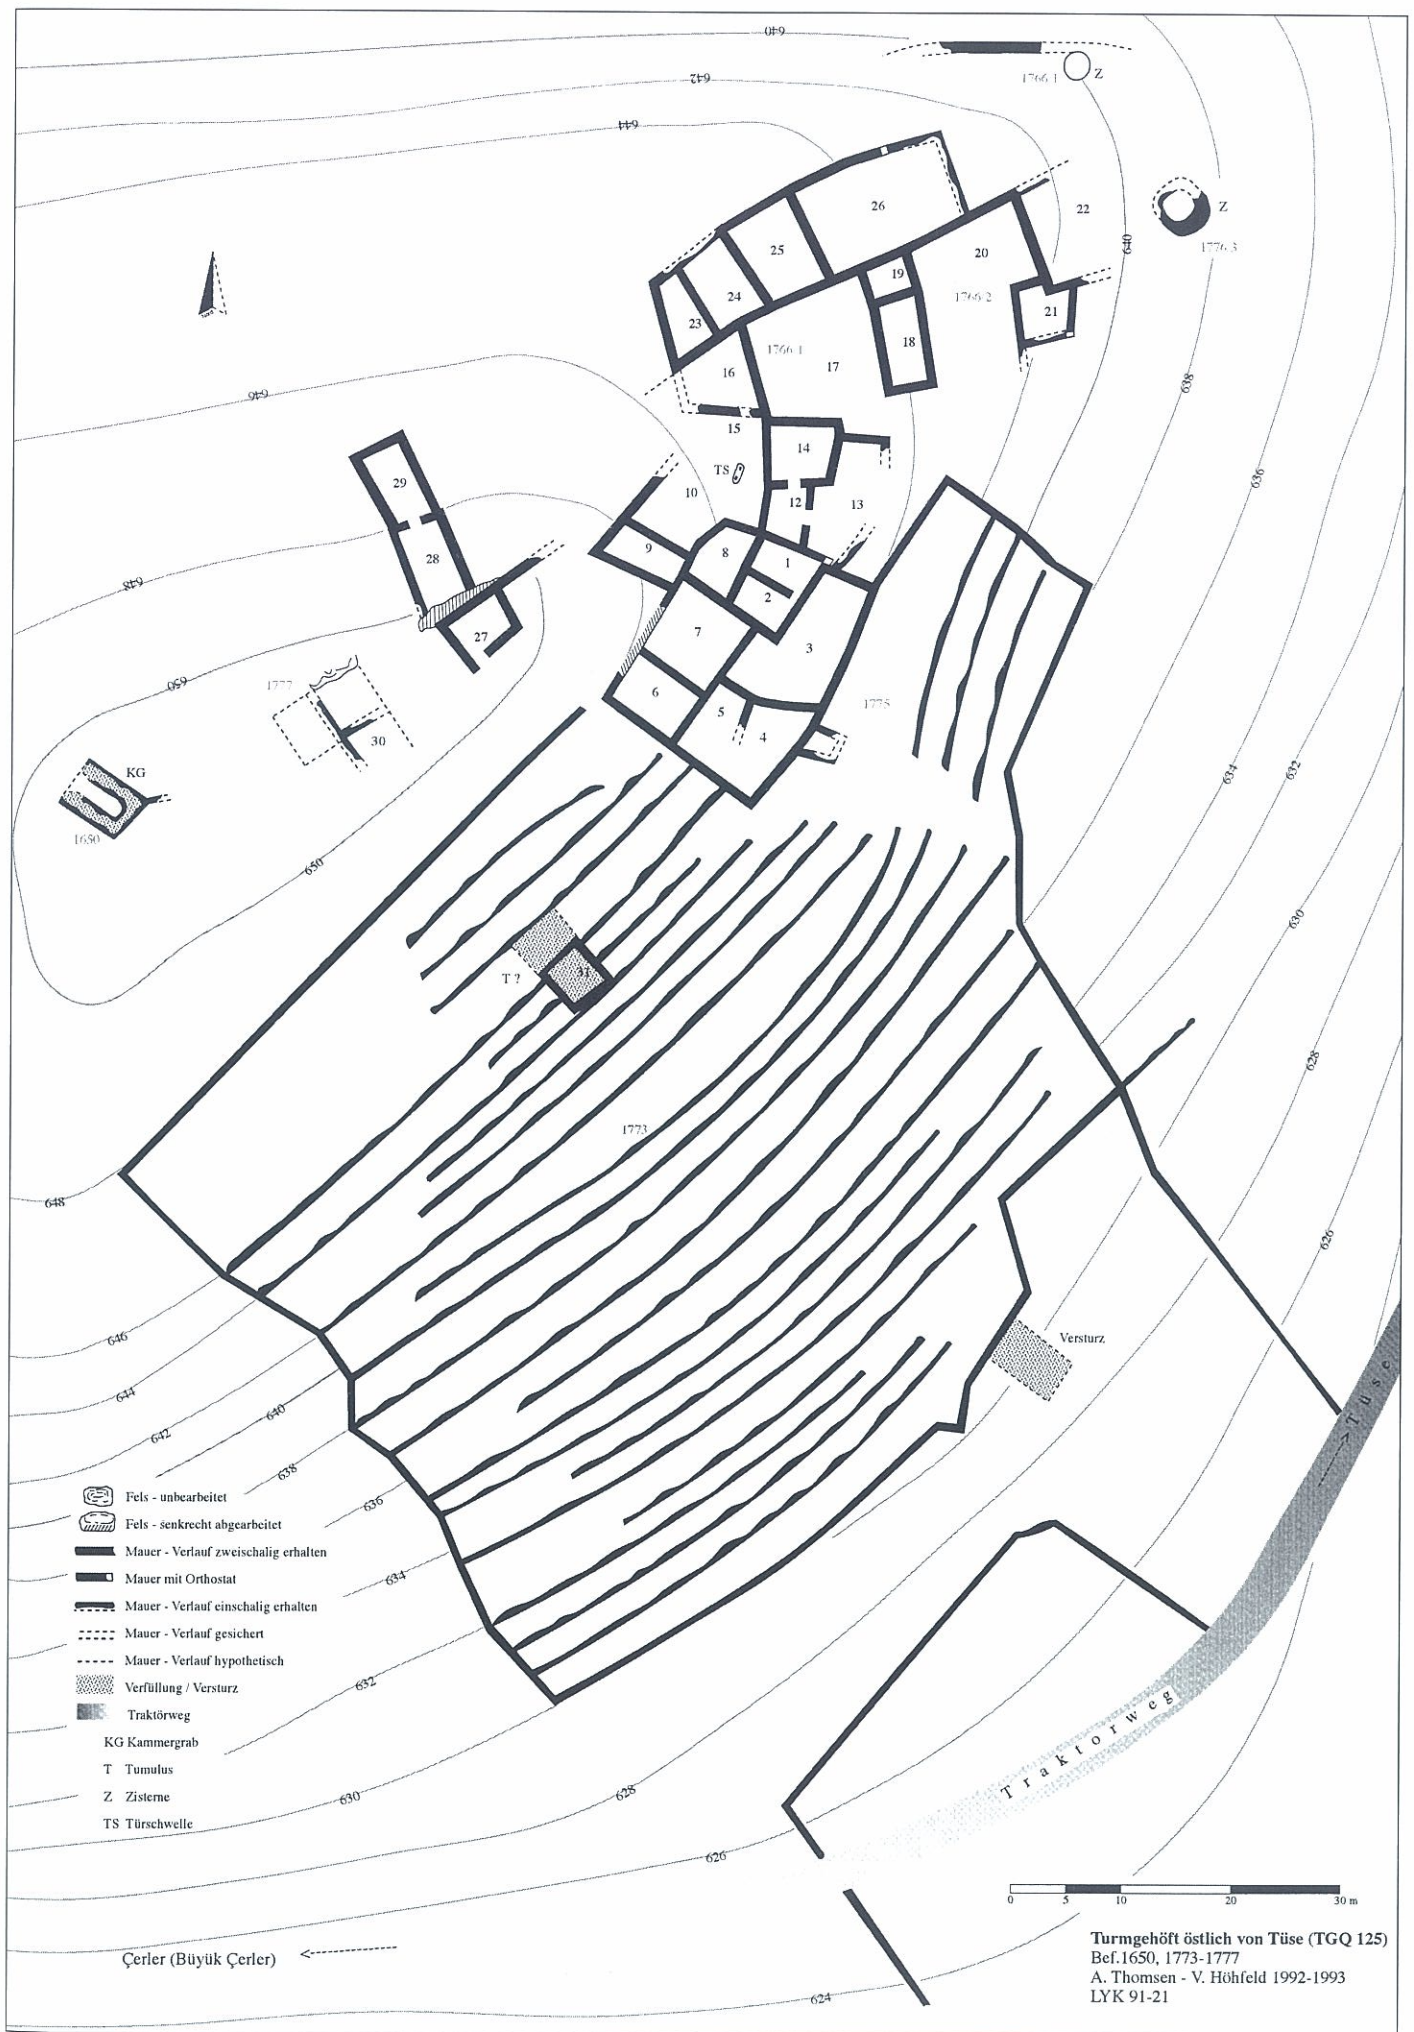 640
642
644
1766 1
Z
26
22
Z
25
20
640
1776 3
19
24
1766 2
21
23
18
1766 1
17
16
638
646
15
14
TS
29
10
12
13
636
9
8
1
28
648
2
7
27
3
650
1777
6
5
1775
30
4
KG
634
632
1650
650
630
T ?
31
628
1773
648
626
646
Versturz
644
640
642
638
636
634
632
630
628
626
624
Tüse
Traktorweg
Fels - unbearbeitet
Fels - senkrecht abgearbeitet
Mauer - Verlauf zweischalig erhalten
Mauer mit Orthostat
Mauer - Verlauf einschalig erhalten
Mauer - Verlauf gesichert
Mauer - Verlauf hypothetisch
Verfüllung / Versturz
Traktörweg
KG Kammergrab
T Tumulus
Z Zisterne
TS Türschwelle
Çerler (Büyük Çerler)
0 5 10 20 30 m
Turmgehöft östlich von Tüse (TGQ 125)
Bef.1650, 1773-1777
A. Thomsen - V. Höhfeld 1992-1993
LYK 91-21